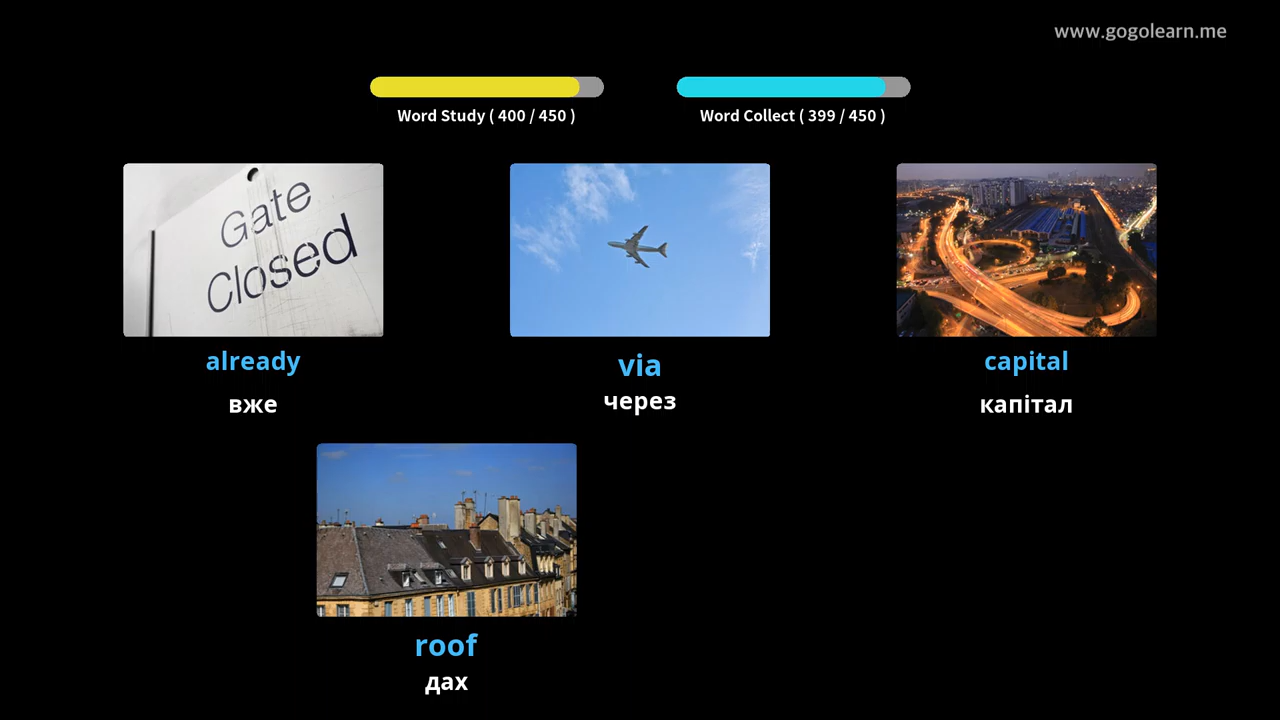 www.gogolearn.me
Word Study ( 400 / 450 )
Word Collect ( 399 / 450 )
Gate
Closed
already
via
capital
вже
через
капітал
roof
дах